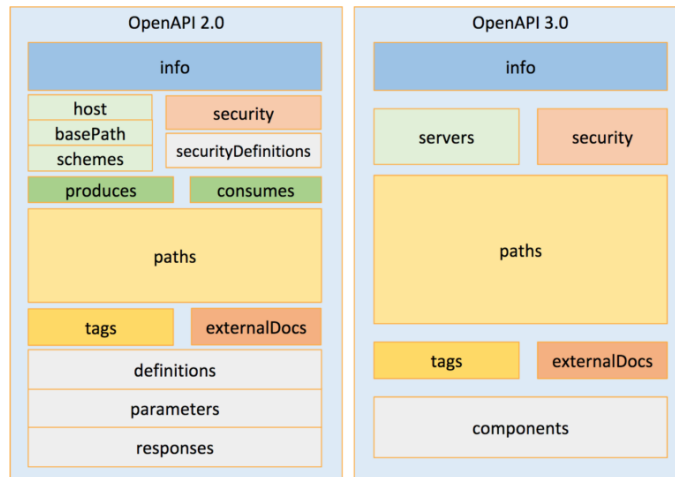 OpenAPI 2.0
info
host
basePath
schemes
security
securityDefinitions
produces
consumes
paths
tags
externalDocs
definitions
parameters
responses
OpenAPI 3.0
info
servers
security
paths
tags
externalDocs
components